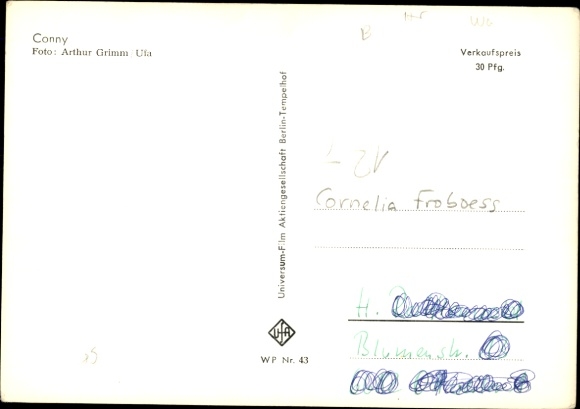 Conny
Foto: Arthur Grimm Ufa
Verkaufspreis
30 Pfg.
Universum-Film Aktiengesellschaft Berlin-Tempelhof
Cornelia Froboess
H.
Blumenstr.
UFA
WP Nr. 43